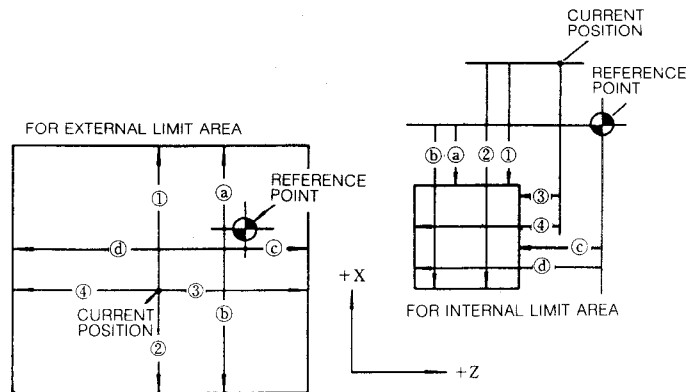 FOR EXTERNAL LIMIT AREA
①
ⓐ
REFERENCE
POINT
ⓓ
ⓒ
④
③
CURRENT
POSITION
ⓑ
②
CURRENT
POSITION
REFERENCE
POINT
ⓑ
ⓐ
②
①
③
④
ⓒ
ⓓ
FOR INTERNAL LIMIT AREA
+X
+Z